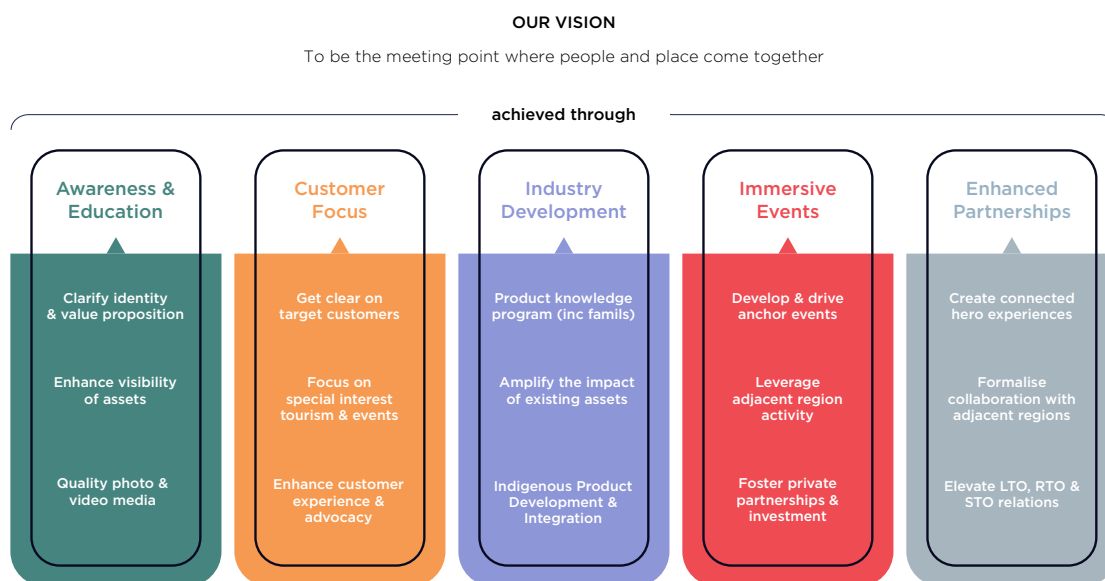 OUR VISION
To be the meeting point where people and place come together
achieved through
Awareness &
Education
Clarify identity
& value proposition
Enhance visibility
of assets
Quality photo &
video media
Customer
Focus
Get clear on
target customers
Focus on
special interest
tourism & events
Enhance customer
experience &
advocacy
Industry
Development
Product knowledge
program (inc famils)
Amplify the impact
of existing assets
Indigenous Product
Development &
Integration
Immersive
Events
Develop & drive
anchor events
Leverage
adjacent region
activity
Foster private
partnerships &
investment
Enhanced
Partnerships
Create connected
hero experiences
Formalise
collaboration with
adjacent regions
Elevate LTO, RTO &
STO relations